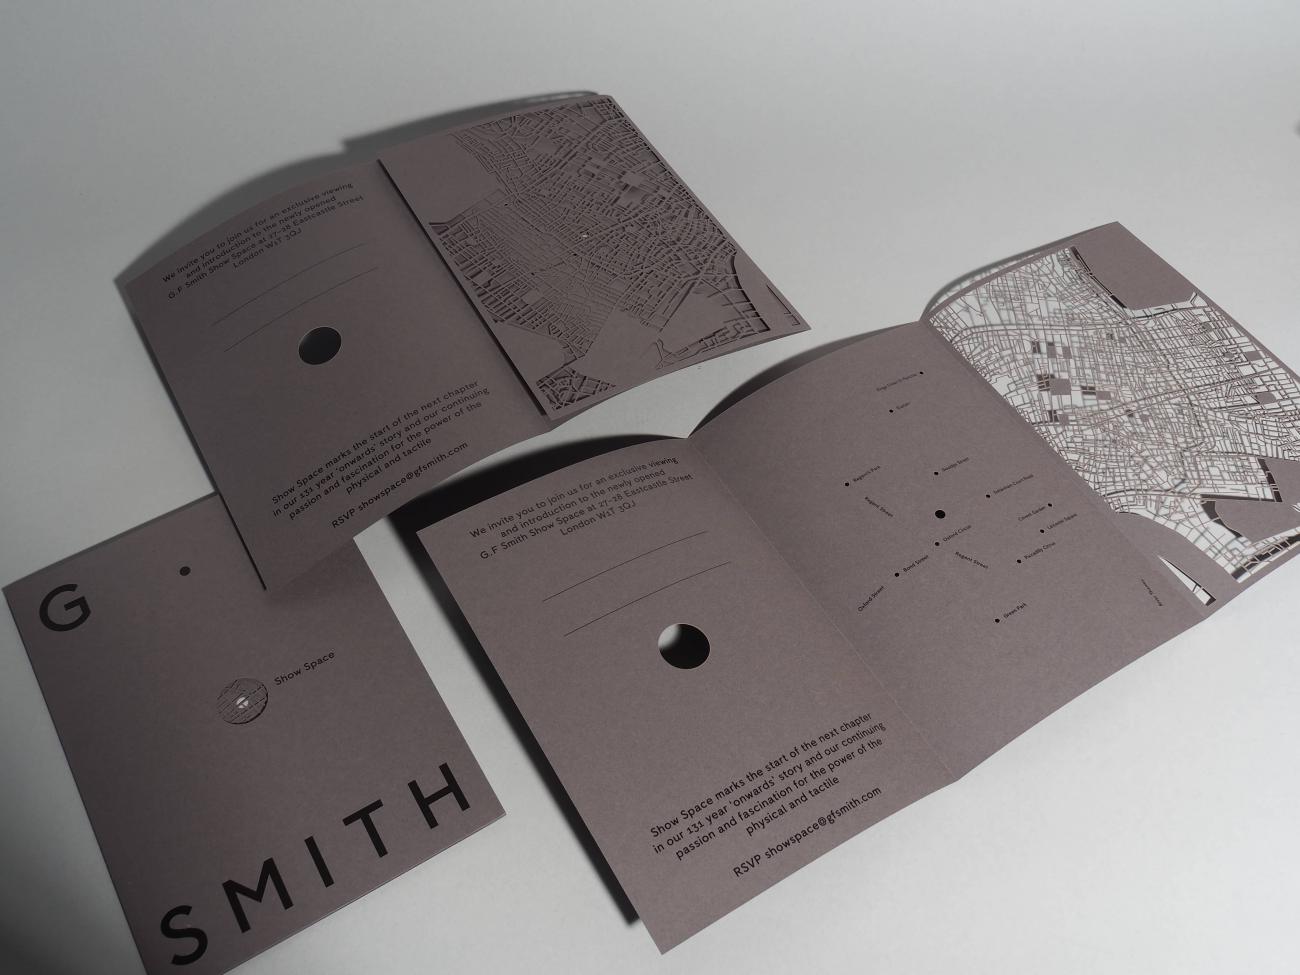 We invite you to join us for an exclusive viewing
and introduction to the newly opened
G.F Smith Show Space at 27–28 Eastcastle Street
London W1T 3QJ
Show Space marks the start of the next chapter
in our 131 year ‘onwards’ story and our continuing
passion and fascination for the power of the
physical and tactile
RSVP showspace@gfsmith.com
G
Show Space
SMITH
We invite you to join us for an exclusive viewing
and introduction to the newly opened
G.F Smith Show Space at 27–28 Eastcastle Street
London W1T 3QJ
Show Space marks the start of the next chapter
in our 131 year ‘onwards’ story and our continuing
passion and fascination for the power of the
physical and tactile
RSVP showspace@gfsmith.com
Euston
Regent's Park
Goodge Street
Regent Street
Tottenham Court Road
Covent Garden
Leicester Square
Oxford Circus
Piccadilly Circus
Regent Street
Bond Street
Oxford Street
Green Park